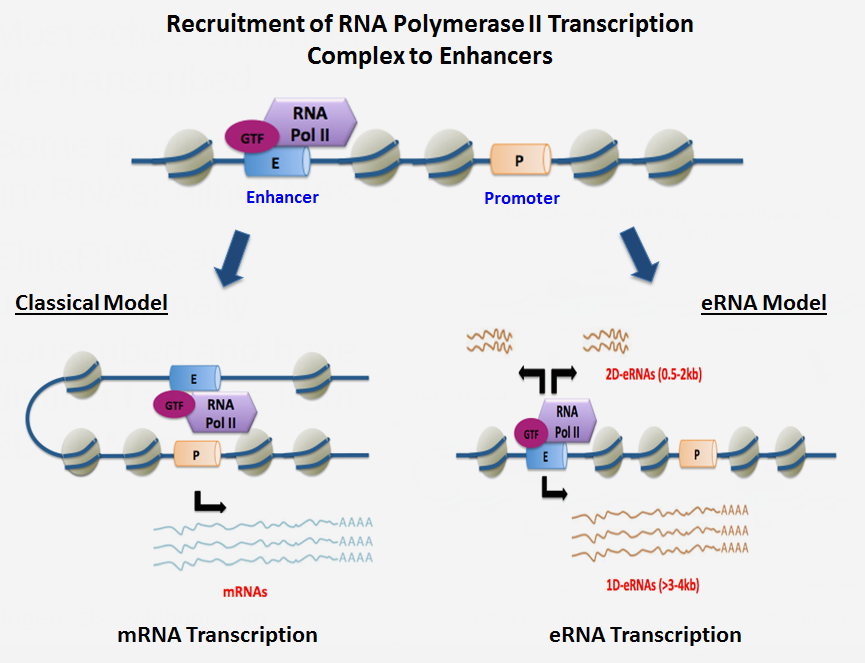 Recruitment of RNA Polymerase II Transcription
Complex to Enhancers
RNA
Pol II
GTF
E
P
Enhancer
Promoter
Classical Model
eRNA Model
E
GTF
RNA
Pol II
P
AAAA
AAAA
AAAA
mRNAs
mRNA Transcription
2D-eRNAs (0.5-2kb)
RNA
Pol II
GTF
E
P
AAAA
AAAA
AAAA
1D-eRNAs (>3-4kb)
eRNA Transcription